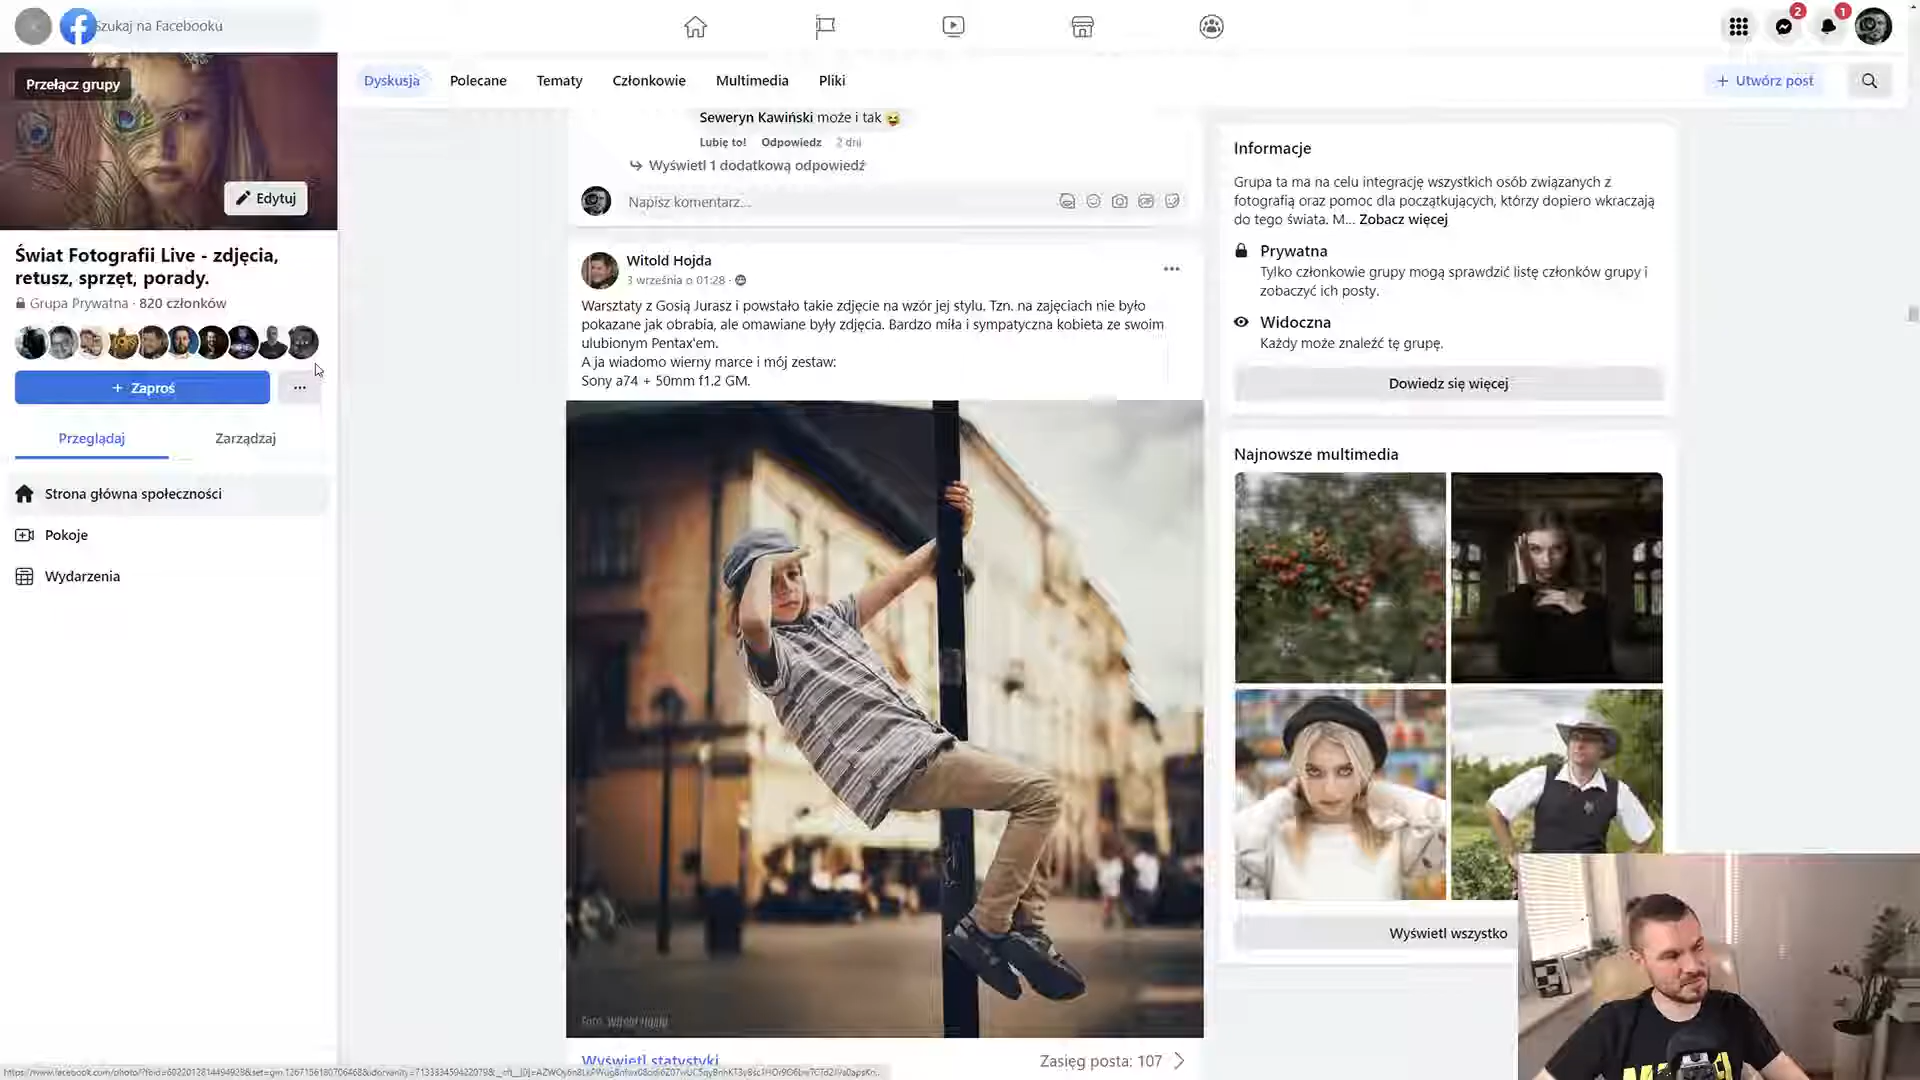 Szukaj na Facebooku
2
1
Przełącz grupy
Edytuj
Świat Fotografii Live - zdjęcia,
retusz, sprzęt, porady.
Grupa Prywatna · 820 członków
+ Zaproś
Przeglądaj
Zarządzaj
Strona główna społeczności
Pokoje
Wydarzenia
Dyskusja
Polecane
Tematy
Członkowie
Multimedia
Pliki
+ Utwórz post
Seweryn Kawiński może i tak
Lubię to! Odpowiedz 2 dni
Wyświetl 1 dodatkową odpowiedź
Napisz komentarz...
Witold Hojda
3 września o 01:28
Warsztaty z Gosią Jurasz i powstało takie zdjęcie na wzór jej stylu. Tzn. na zajęciach nie było
pokazane jak obrabia, ale omawiane były zdjęcia. Bardzo miła i sympatyczna kobieta ze swoim
ulubionym Pentax'em.
A ja wiadomo wierny marce i mój zestaw:
Sony a74 + 50mm f1.2 GM.
Foto: Witold Hojda
Wyświetl statystyki
Zasięg posta: 107
Informacje
Grupa ta ma na celu integrację wszystkich osób związanych z
fotografią oraz pomoc dla początkujących, którzy dopiero wkraczają
do tego świata. M... Zobacz więcej
Prywatna
Tylko członkowie grupy mogą sprawdzić listę członków grupy i
zobaczyć ich posty.
Widoczna
Każdy może znaleźć tę grupę.
Dowiedz się więcej
Najnowsze multimedia
Wyświetl wszystko